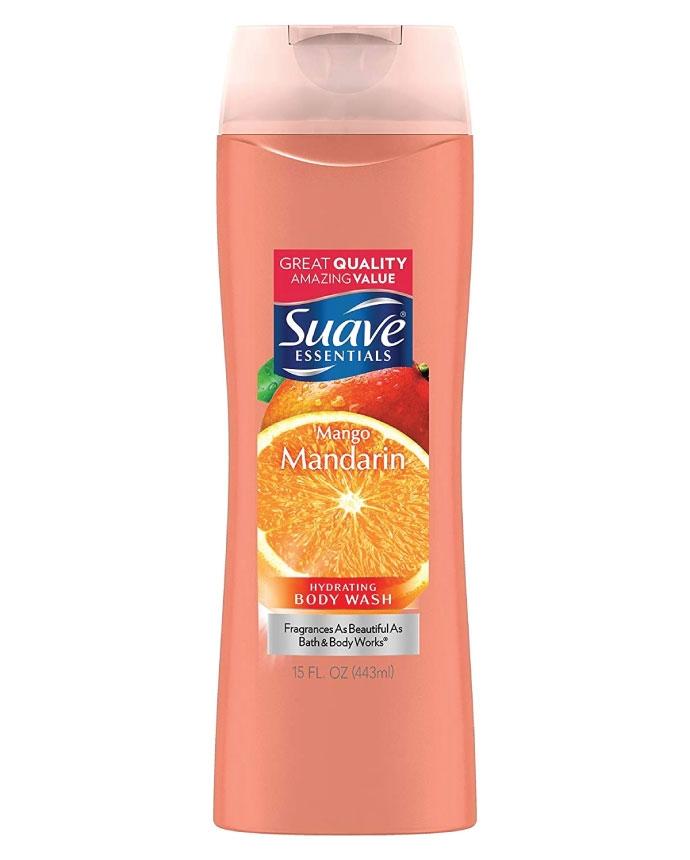 GREAT QUALITY
AMAZING VALUE
Suave®
ESSENTIALS
Mango
Mandarin
HYDRATING
BODY WASH
Fragrances As Beautiful As
Bath & Body Works®
15 FL. OZ (443ml)